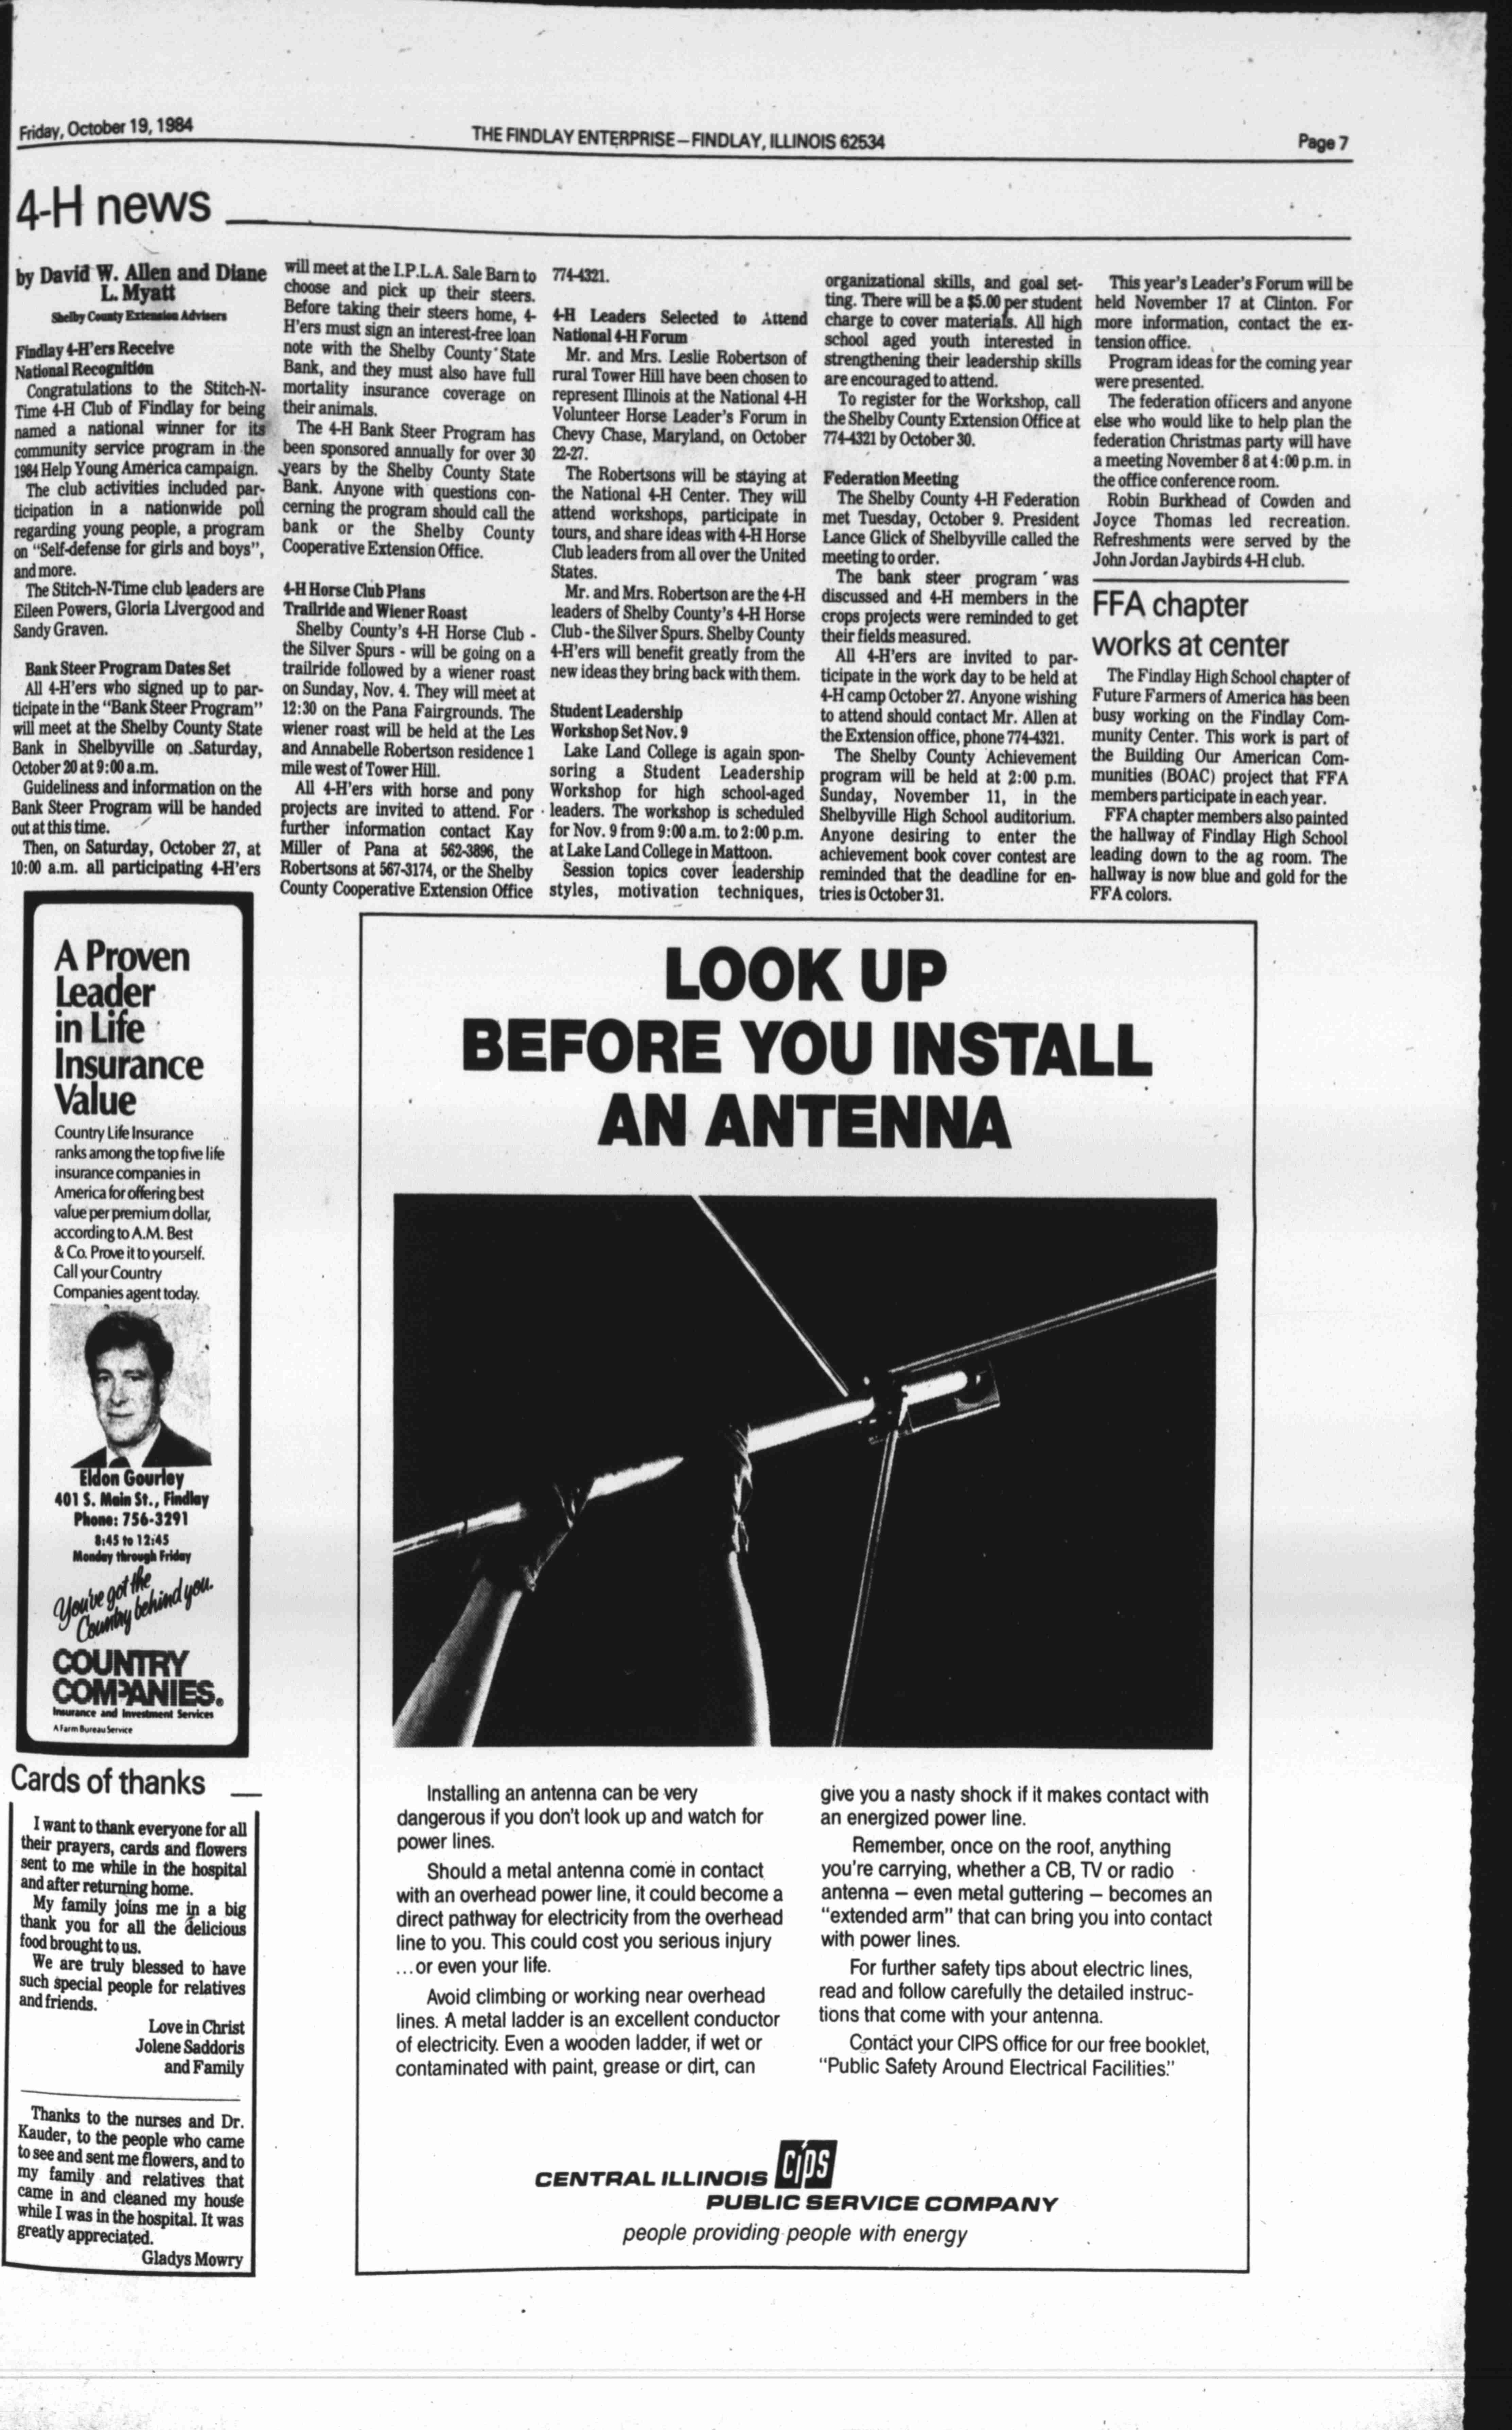 Friday, October 19, 1984
THE FINDLAY ENTERPRISE—FINDLAY, ILLINOIS 62534
Page 7
4-H news
by David W. Allen and Diane
L. Myatt
Shelby County Extension Advisers
Findlay 4-H'ers Receive
National Recognition
Congratulations to the Stitch-N-
Time 4-H Club of Findlay for being
named a national winner for its
community service program in the
1984 Help Young America campaign.
The club activities included par-
ticipation in a nationwide poll
regarding young people, a program
on "Self-defense for girls and boys",
and more.
The Stitch-N-Time club leaders are
Eileen Powers, Gloria Livergood and
Sandy Graven.
Bank Steer Program Dates Set
All 4-H'ers who signed up to par-
ticipate in the "Bank Steer Program"
will meet at the Shelby County State
Bank in Shelbyville on Saturday,
October 20 at 9:00 a.m.
Guideliness and information on the
Bank Steer Program will be handed
out at this time.
Then, on Saturday, October 27, at
10:00 a.m. all participating 4-H'ers
will meet at the I.P.L.A. Sale Barn to
choose and pick up their steers.
Before taking their steers home, 4-
H'ers must sign an interest-free loan
note with the Shelby County State
Bank, and they must also have full
mortality insurance coverage on
their animals.
The 4-H Bank Steer Program has
been sponsored annually for over 30
years by the Shelby County State
Bank. Anyone with questions con-
cerning the program should call the
bank or the Shelby County
Cooperative Extension Office.
4-H Horse Club Plans
Trailride and Wiener Roast
Shelby County's 4-H Horse Club -
the Silver Spurs - will be going on a
trailride followed by a wiener roast
on Sunday, Nov. 4. They will meet at
12:30 on the Pana Fairgrounds. The
wiener roast will be held at the Les
and Annabelle Robertson residence 1
mile west of Tower Hill.
All 4-H'ers with horse and pony
projects are invited to attend. For
further information contact Kay
Miller of Pana at 562-3896, the
Robertsons at 567-3174, or the Shelby
County Cooperative Extension Office
774-4321.
4-H Leaders Selected to Attend
National 4-H Forum
Mr. and Mrs. Leslie Robertson of
rural Tower Hill have been chosen to
represent Illinois at the National 4-H
Volunteer Horse Leader's Forum in
Chevy Chase, Maryland, on October
22-27.
The Robertsons will be staying at
the National 4-H Center. They will
attend workshops, participate in
tours, and share ideas with 4-H Horse
Club leaders from all over the United
States.
Mr. and Mrs. Robertson are the 4-H
leaders of Shelby County's 4-H Horse
Club - the Silver Spurs. Shelby County
4-H'ers will benefit greatly from the
new ideas they bring back with them.
Student Leadership
Workshop Set Nov. 9
Lake Land College is again spon-
soring a Student Leadership
Workshop for high school-aged
leaders. The workshop is scheduled
for Nov. 9 from 9:00 a.m. to 2:00 p.m.
at Lake Land College in Mattoon.
Session topics cover leadership
styles, motivation techniques,
organizational skills, and goal set-
ting. There will be a $5.00 per student
charge to cover materials. All high
school aged youth interested in
strengthening their leadership skills
are encouraged to attend.
To register for the Workshop, call
the Shelby County Extension Office at
774-4321 by October 30.
Federation Meeting
The Shelby County 4-H Federation
met Tuesday, October 9. President
Lance Glick of Shelbyville called the
meeting to order.
The bank steer program was
discussed and 4-H members in the
crops projects were reminded to get
their fields measured.
All 4-H'ers are invited to par-
ticipate in the work day to be held at
4-H camp October 27. Anyone wishing
to attend should contact Mr. Allen at
the Extension office, phone 774-4321.
The Shelby County Achievement
program will be held at 2:00 p.m.
Sunday, November 11, in the
Shelbyville High School auditorium.
Anyone desiring to enter the
achievement book cover contest are
reminded that the deadline for en-
tries is October 31.
This year's Leader's Forum will be
held November 17 at Clinton. For
more information, contact the ex-
tension office.
Program ideas for the coming year
were presented.
The federation officers and anyone
else who would like to help plan the
federation Christmas party will have
a meeting November 8 at 4:00 p.m. in
the office conference room.
Robin Burkhead of Cowden and
Joyce Thomas led recreation.
Refreshments were served by the
John Jordan Jaybirds 4-H club.
FFA chapter
works at center
The Findlay High School chapter of
Future Farmers of America has been
busy working on the Findlay Com-
munity Center. This work is part of
the Building Our American Com-
munities (BOAC) project that FFA
members participate in each year.
FFA chapter members also painted
the hallway of Findlay High School
leading down to the ag room. The
hallway is now blue and gold for the
FFA colors.
A Proven
Leader
in Life
Insurance
Value
Country Life Insurance
ranks among the top five life
insurance companies in
America for offering best
value per premium dollar,
according to A.M. Best
& Co. Prove it to yourself.
Call your Country
Companies agent today.
Eldon Gourley
401 S. Main St., Findlay
Phone: 756-3291
8:45 to 12:45
Monday through Friday
You've got the
Country behind you.
COUNTRY
COMPANIES®
Insurance and Investment Services
A Farm Bureau Service
Cards of thanks
I want to thank everyone for all
their prayers, cards and flowers
sent to me while in the hospital
and after returning home.
My family joins me in a big
thank you for all the delicious
food brought to us.
We are truly blessed to have
such special people for relatives
and friends.
Love in Christ
Jolene Saddoris
and Family
Thanks to the nurses and Dr.
Kauder, to the people who came
to see and sent me flowers, and to
my family and relatives that
came in and cleaned my house
while I was in the hospital. It was
greatly appreciated.
Gladys Mowry
LOOK UP
BEFORE YOU INSTALL
AN ANTENNA
Installing an antenna can be very
dangerous if you don't look up and watch for
power lines.
Should a metal antenna come in contact
with an overhead power line, it could become a
direct pathway for electricity from the overhead
line to you. This could cost you serious injury
...or even your life.
Avoid climbing or working near overhead
lines. A metal ladder is an excellent conductor
of electricity. Even a wooden ladder, if wet or
contaminated with paint, grease or dirt, can
give you a nasty shock if it makes contact with
an energized power line.
Remember, once on the roof, anything
you're carrying, whether a CB, TV or radio
antenna — even metal guttering — becomes an
"extended arm" that can bring you into contact
with power lines.
For further safety tips about electric lines,
read and follow carefully the detailed instruc-
tions that come with your antenna.
Contact your CIPS office for our free booklet,
"Public Safety Around Electrical Facilities."
CENTRAL ILLINOIS CIPS
PUBLIC SERVICE COMPANY
people providing people with energy